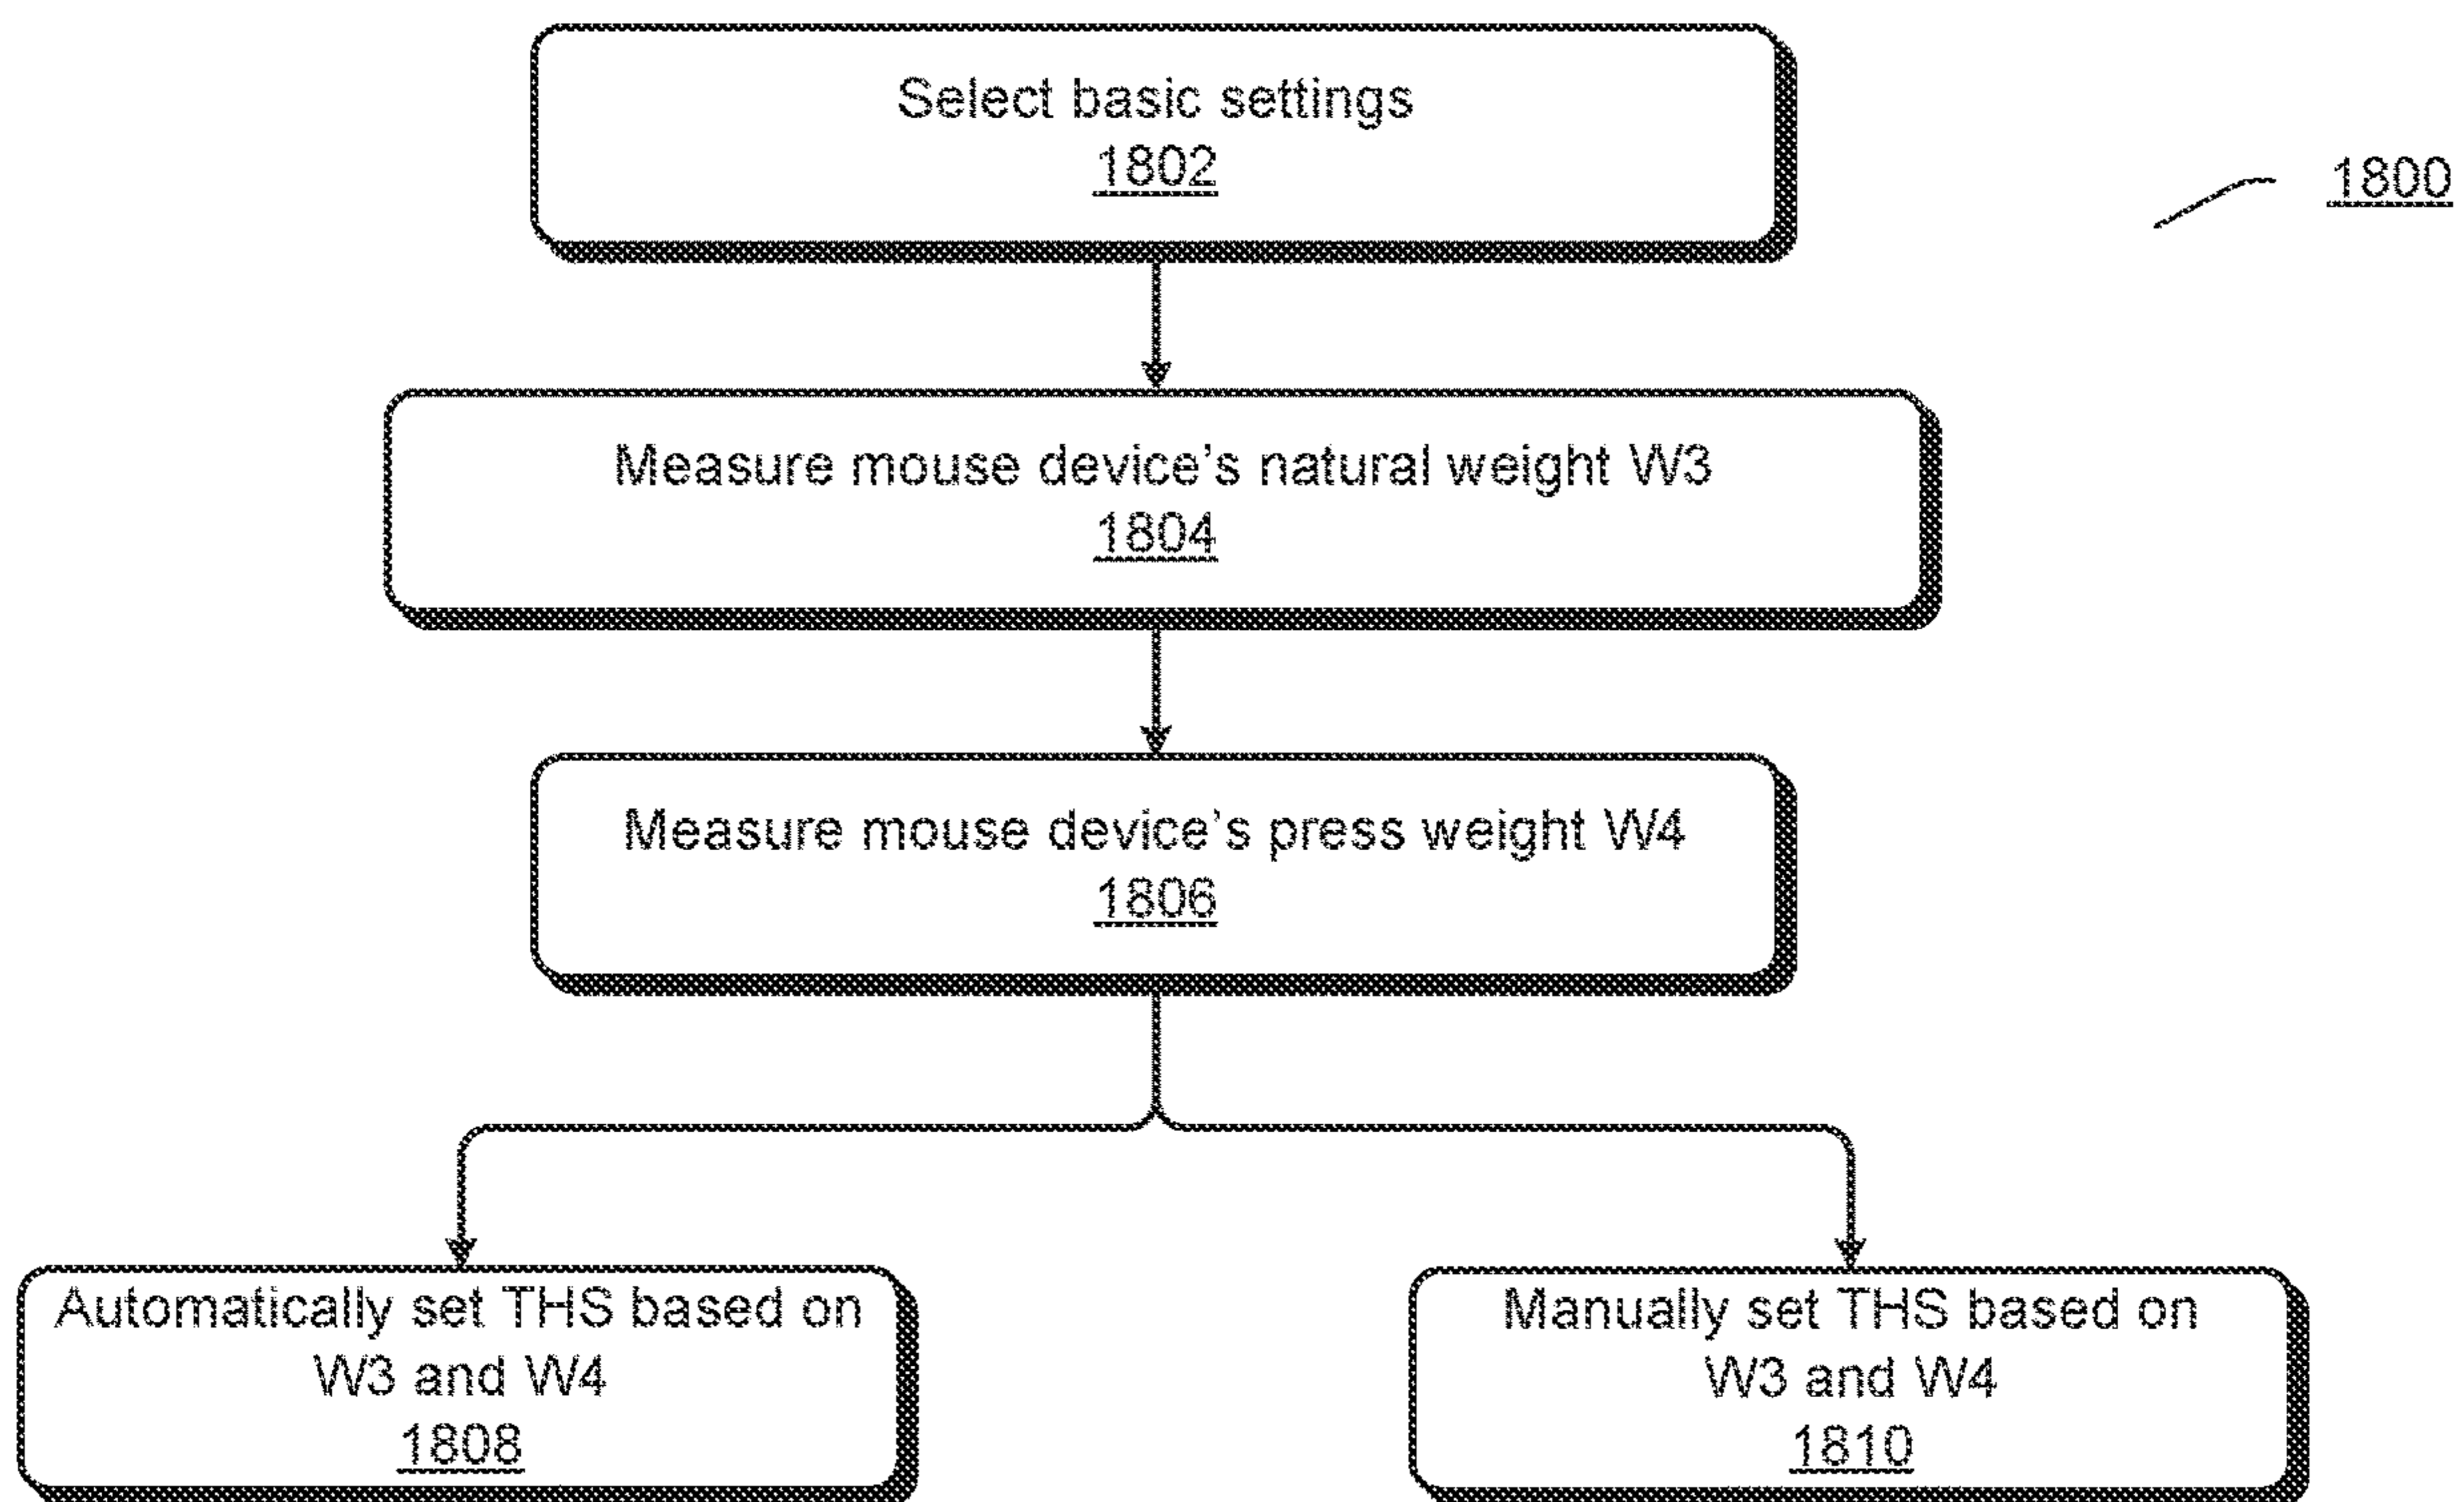 Select basic settings
1802
1800
Measure mouse device's natural weight W3
1804
Measure mouse device's press weight W4
1806
Automatically set THS based on
W3 and W4
1808
Manually set THS based on
W3 and W4
1810